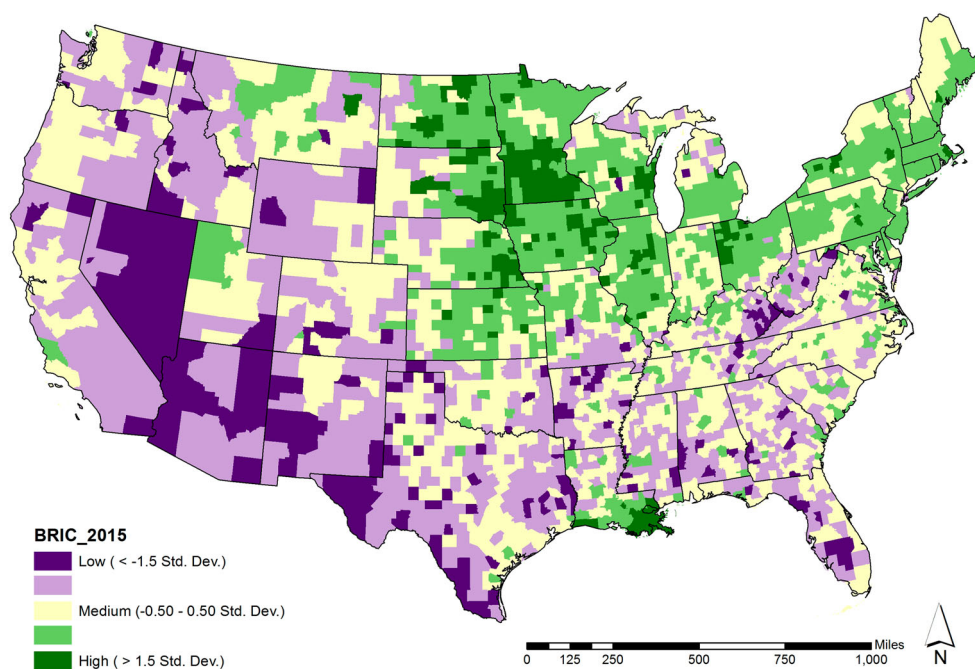 BRIC_2015
Low ( < -1.5 Std. Dev.)
Medium (-0.50 - 0.50 Std. Dev.)
High ( > 1.5 Std. Dev.)
Miles
0 125 250 500 750 1,000
N